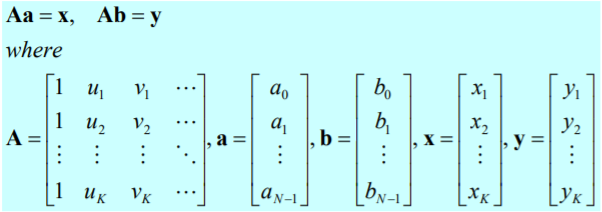 Aa = x, Ab = y
where
A = [1 u₁ v₁ ⋯; 1 u₂ v₂ ⋯; ⋮ ⋮ ⋮ ⋱; 1 u_K v_K ⋯], a = [a₀; a₁; ⋮; a_{N−1}], b = [b₀; b₁; ⋮; b_{N−1}], x = [x₁; x₂; ⋮; x_K], y = [y₁; y₂; ⋮; y_K]